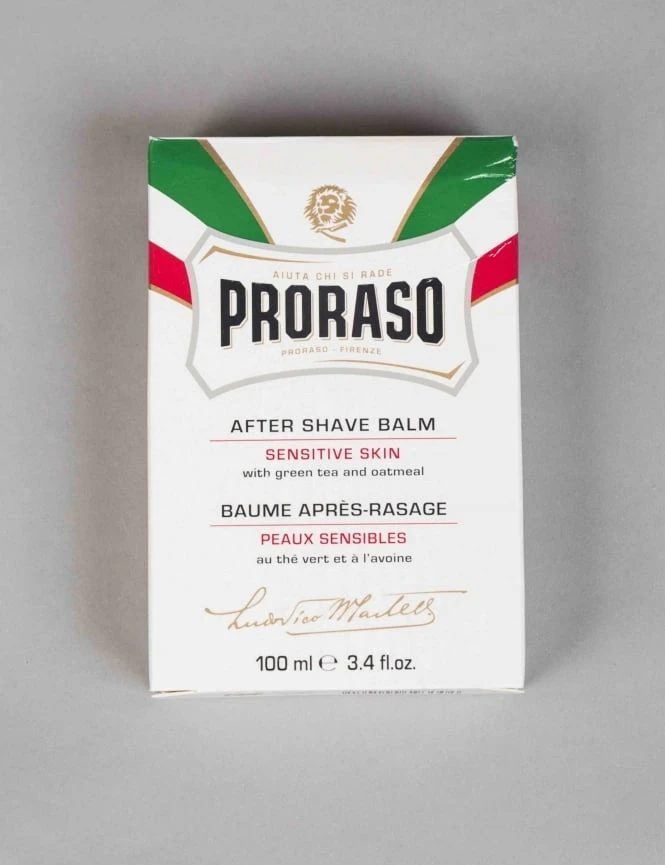 AIUTA CHI SI RADE
PRORASO
PRORASO - FIRENZE
AFTER SHAVE BALM
SENSITIVE SKIN
with green tea and oatmeal
BAUME APRÈS-RASAGE
PEAUX SENSIBLES
au thé vert et à l'avoine
Ludovico Martelli
100 ml ℮ 3.4 fl.oz.